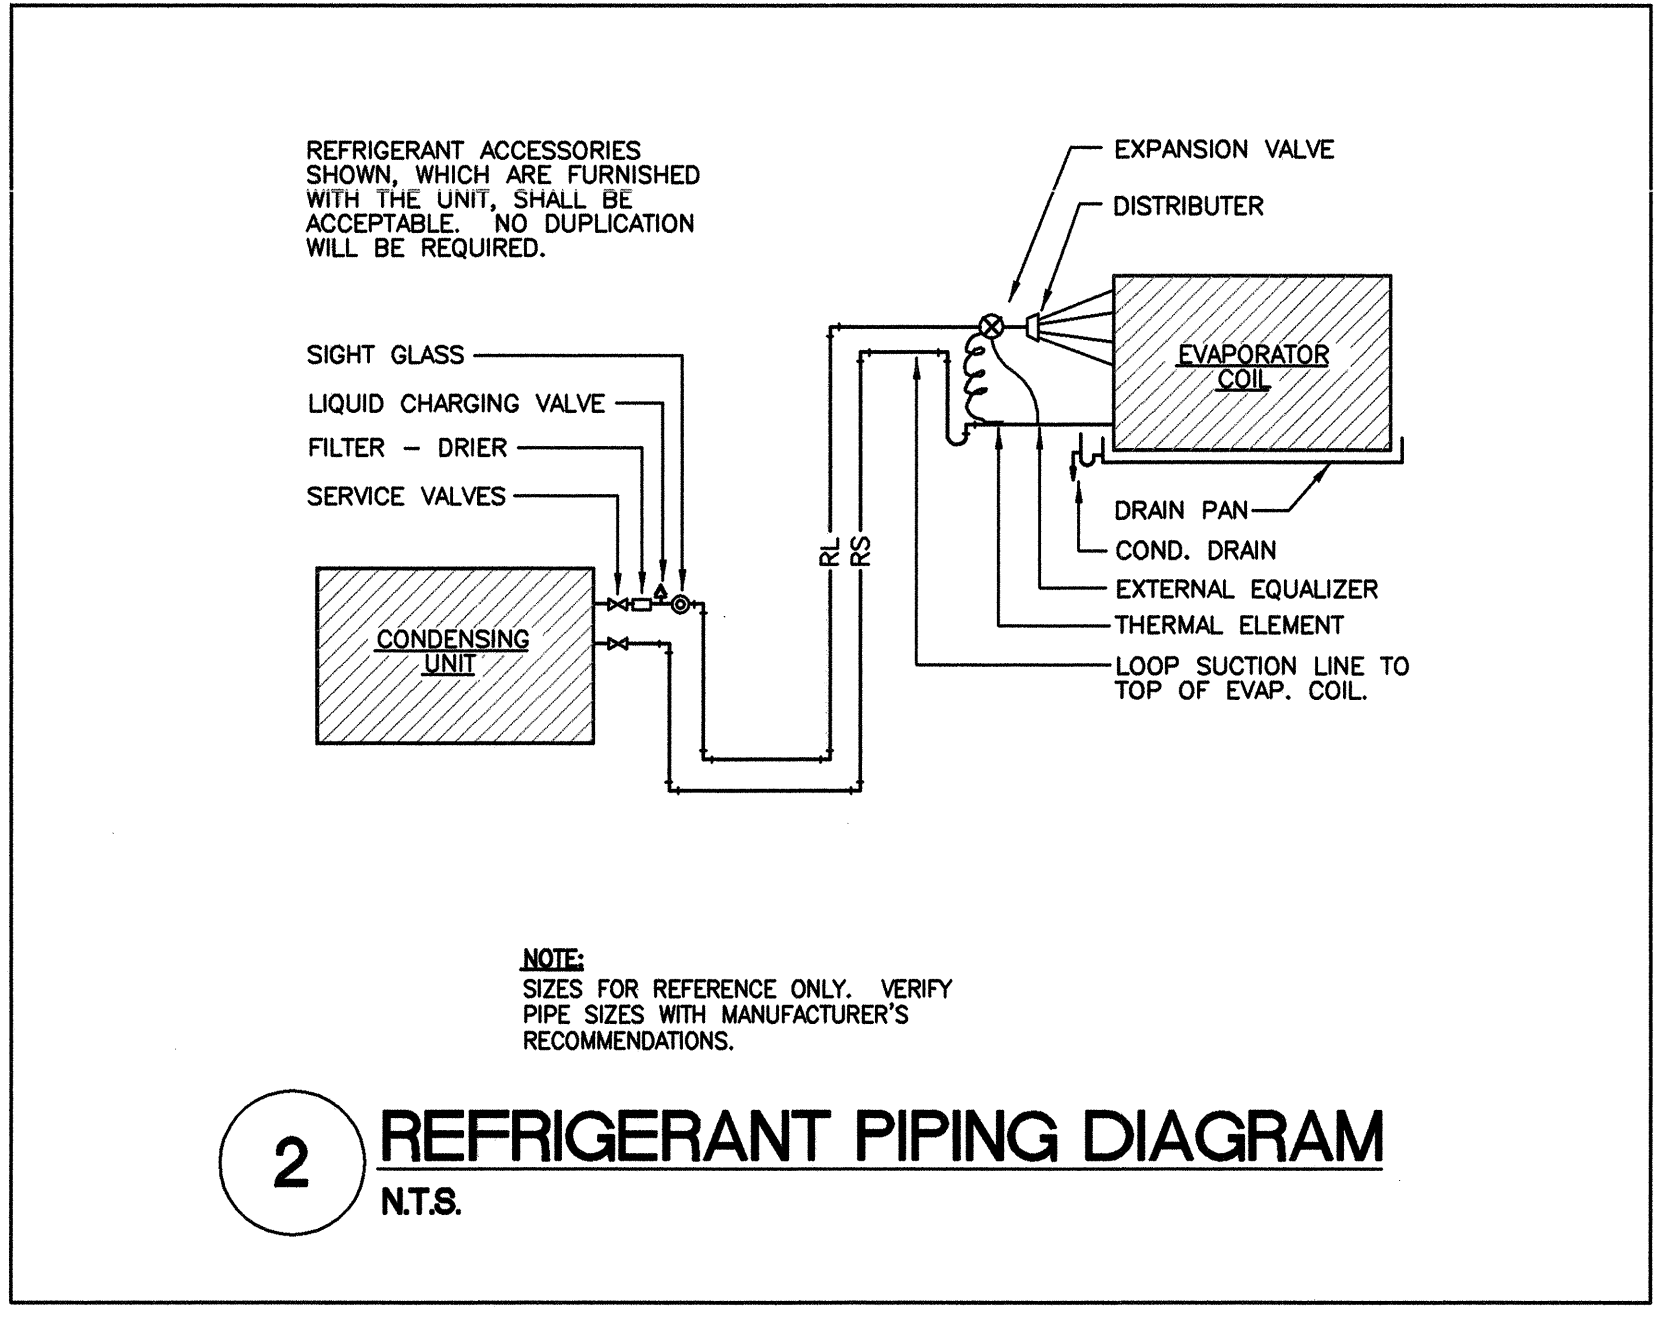 REFRIGERANT ACCESSORIES
SHOWN, WHICH ARE FURNISHED
WITH THE UNIT, SHALL BE
ACCEPTABLE. NO DUPLICATION
WILL BE REQUIRED.
EXPANSION VALVE
DISTRIBUTER
SIGHT GLASS
LIQUID CHARGING VALVE
FILTER - DRIER
SERVICE VALVES
EVAPORATOR
COIL
DRAIN PAN
COND. DRAIN
EXTERNAL EQUALIZER
THERMAL ELEMENT
LOOP SUCTION LINE TO
TOP OF EVAP. COIL.
RL
RS
CONDENSING
UNIT
NOTE:
SIZES FOR REFERENCE ONLY. VERIFY
PIPE SIZES WITH MANUFACTURER'S
RECOMMENDATIONS.
2
REFRIGERANT PIPING DIAGRAM
N.T.S.